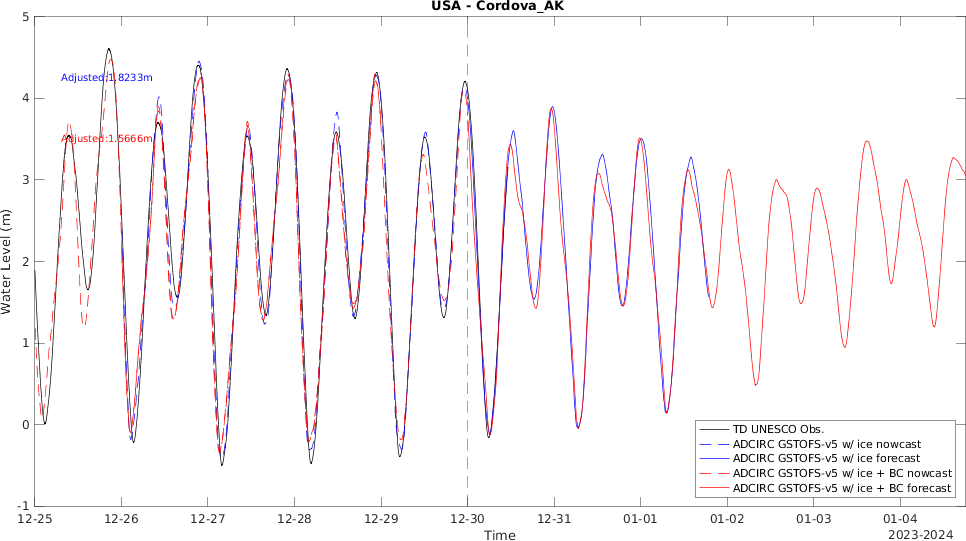 USA - Cordova_AK
5
4
3
2
1
0
-1
Water Level (m)
Adjusted:1.8233m
Adjusted:1.5666m
TD UNESCO Obs.
ADCIRC GSTOFS-v5 w/ ice nowcast
ADCIRC GSTOFS-v5 w/ ice forecast
ADCIRC GSTOFS-v5 w/ ice + BC nowcast
ADCIRC GSTOFS-v5 w/ ice + BC forecast
12-25 12-26 12-27 12-28 12-29 12-30 12-31 01-01 01-02 01-03 01-04
Time
2023-2024